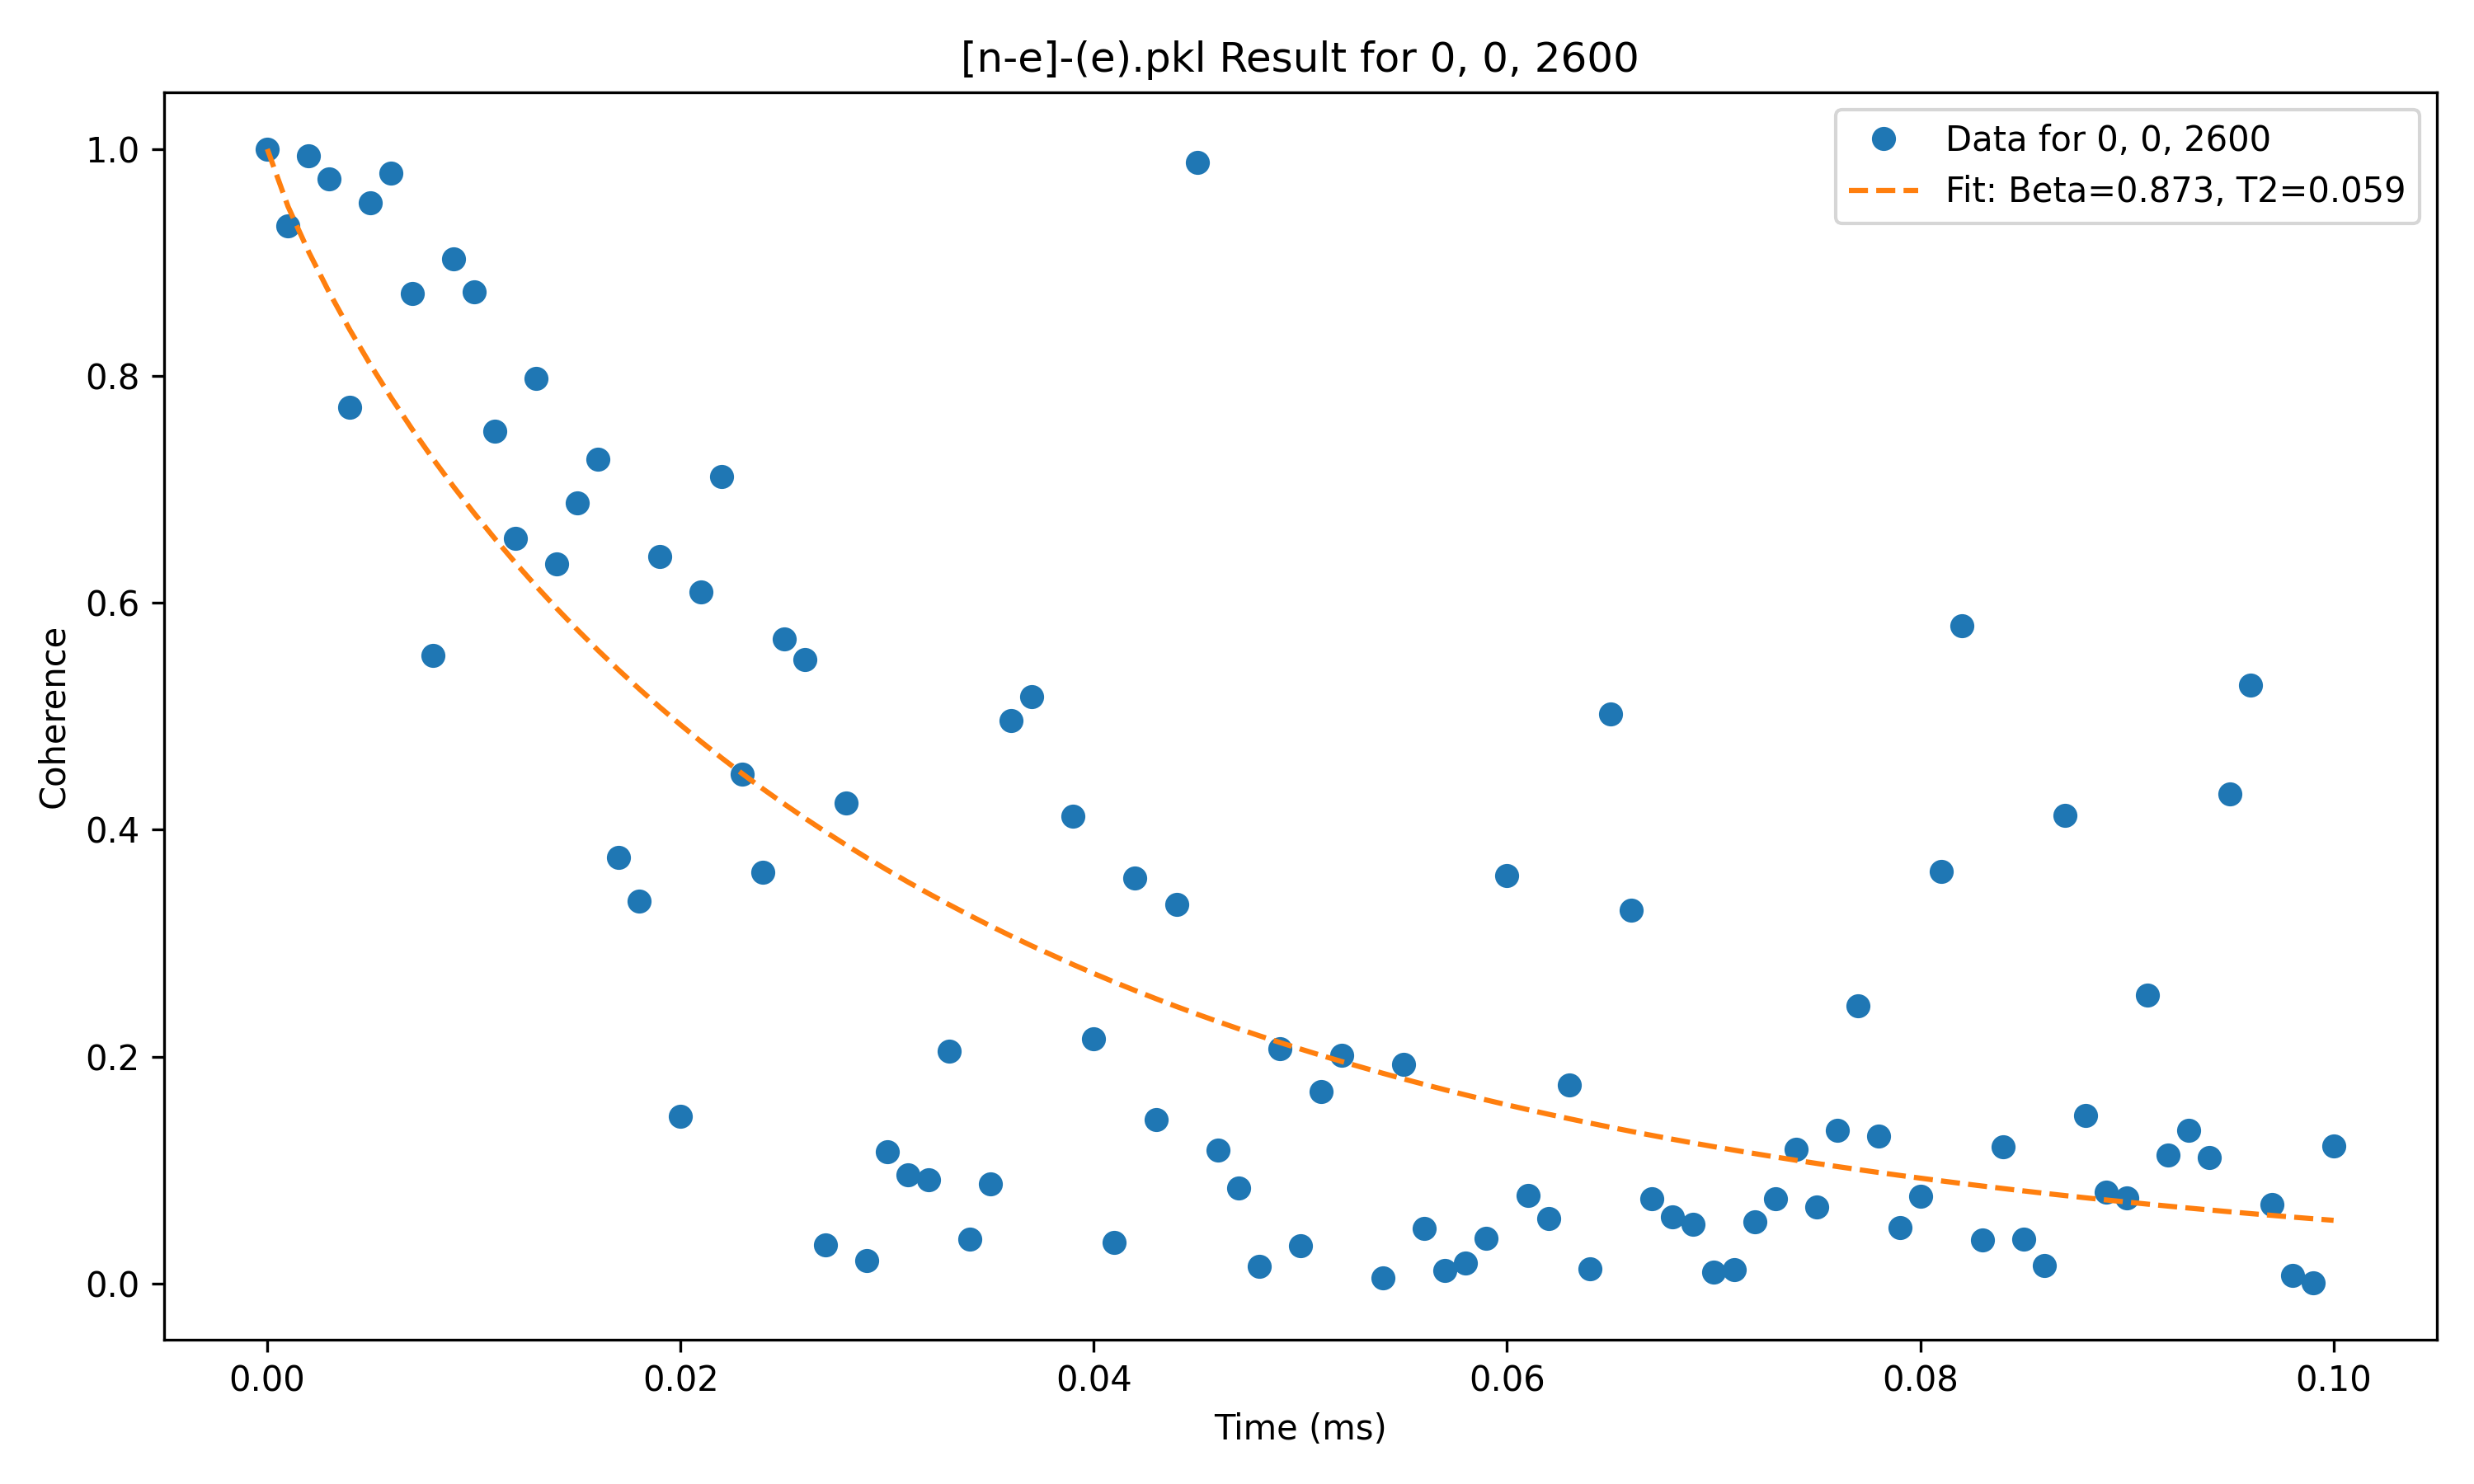 [n-e]-(e).pkl Result for 0, 0, 2600
Data for 0, 0, 2600
Fit: Beta=0.873, T2=0.059
Coherence
1.0
0.8
0.6
0.4
0.2
0.0
0.00 0.02 0.04 0.06 0.08 0.10
Time (ms)